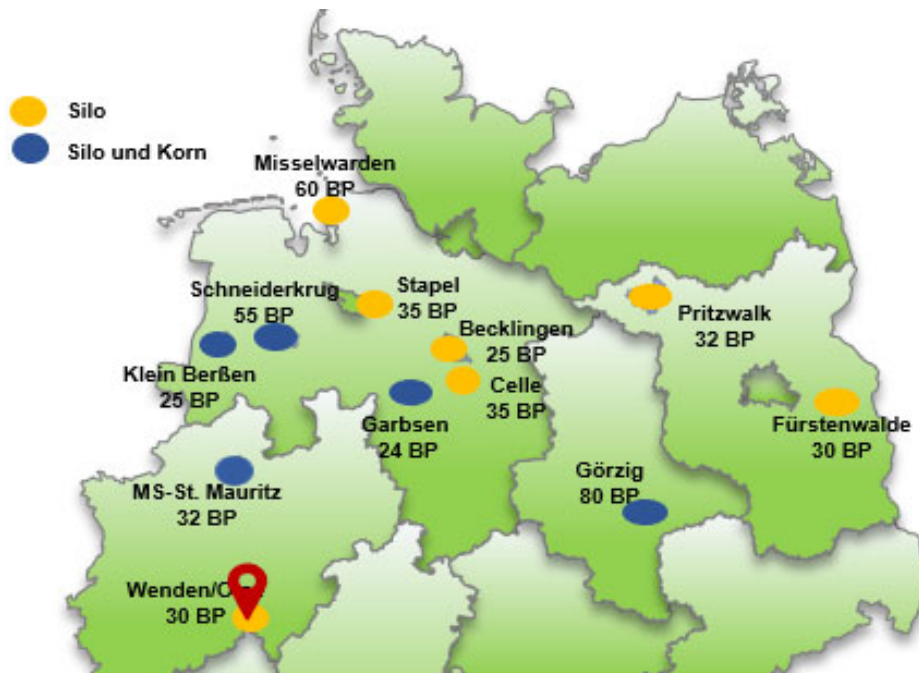 Silo
Silo und Korn
Misselwarden
60 BP
Schneiderkrug
55 BP
Stapel
35 BP
Becklingen
25 BP
Pritzwalk
32 BP
Klein Berßen
25 BP
Celle
35 BP
Garbsen
24 BP
Fürstenwalde
30 BP
Görzig
80 BP
MS-St. Mauritz
32 BP
30 BP